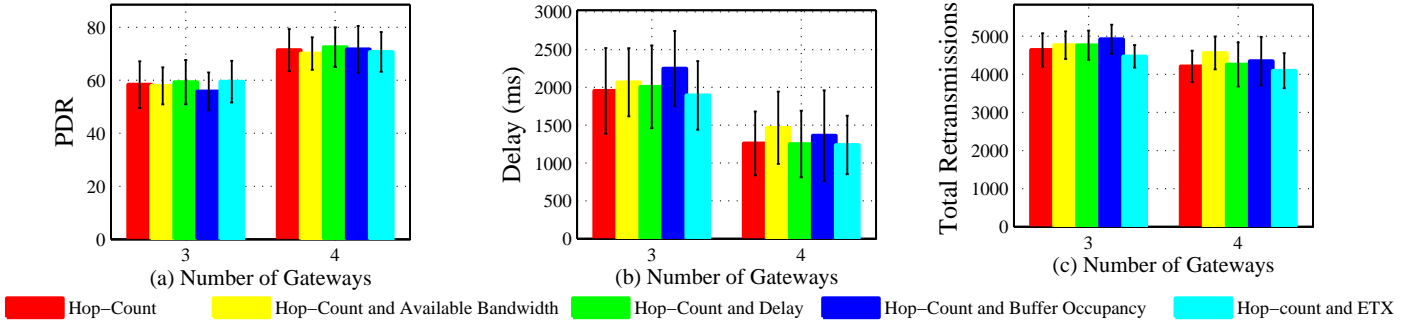 PDR
80
60
40
20
0
3
4
(a) Number of Gateways
Delay (ms)
3000
2500
2000
1500
1000
500
0
3
4
(b) Number of Gateways
Total Retransmissions
5000
4000
3000
2000
1000
0
3
4
(c) Number of Gateways
Hop−Count
Hop−Count and Available Bandwidth
Hop−Count and Delay
Hop−Count and Buffer Occupancy
Hop−count and ETX